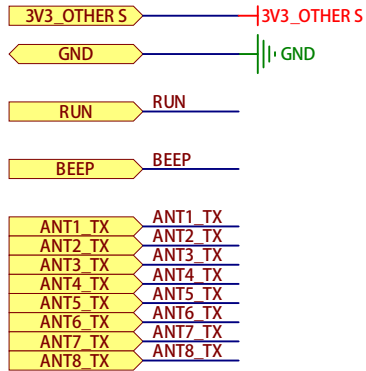 3V3_OTHER S 3V3_OTHER S
GND GND
RUN RUN
BEEP BEEP
ANT1_TX ANT1_TX
ANT2_TX ANT2_TX
ANT3_TX ANT3_TX
ANT4_TX ANT4_TX
ANT5_TX ANT5_TX
ANT6_TX ANT6_TX
ANT7_TX ANT7_TX
ANT8_TX ANT8_TX